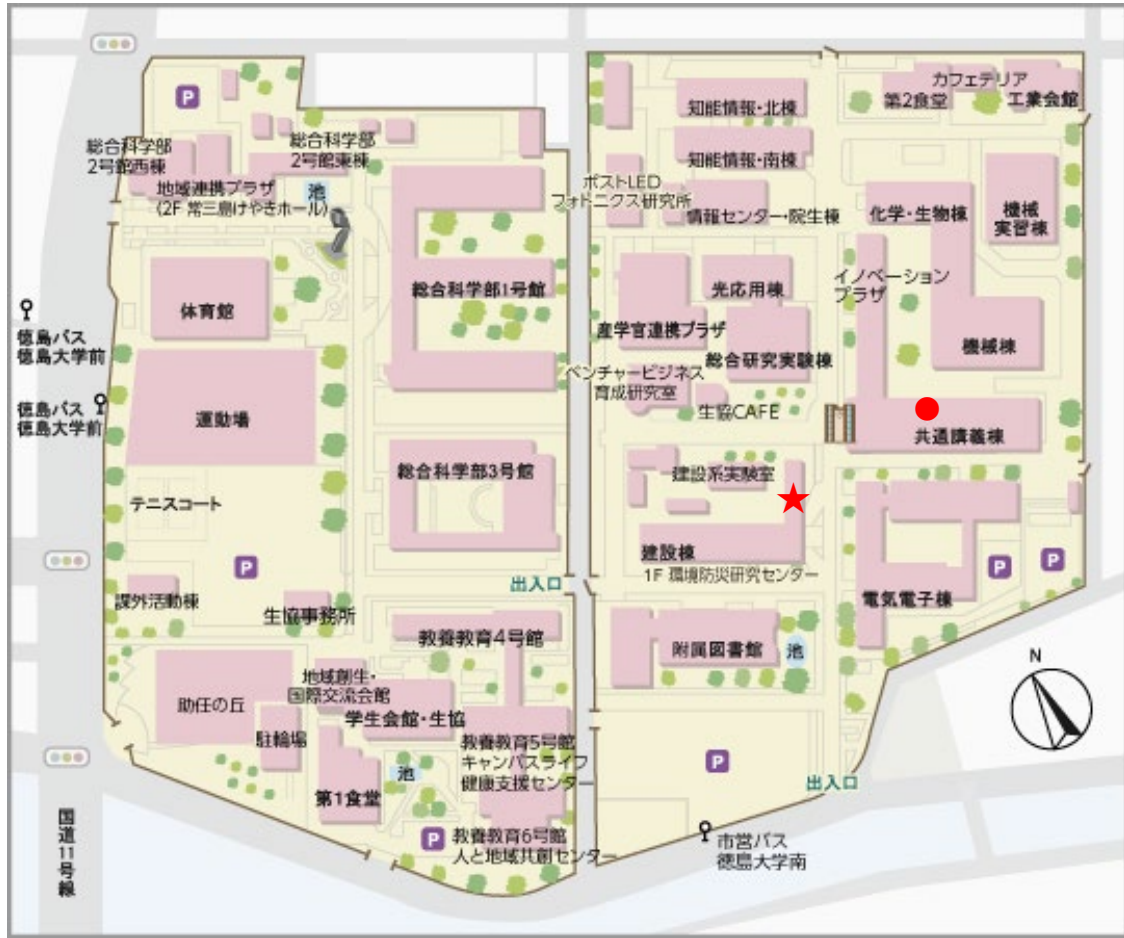 P
総合科学部
2号館西棟
総合科学部
2号館東棟
地域連携プラザ
(2F 常三島けやきホール)
池
体育館
徳島バス
徳島大学前
徳島バス
徳島大学前
運動場
テニスコート
P
課外活動棟
生協事務所
総合科学部1号館
総合科学部3号館
出入口
教養教育4号館
地域創生・
国際交流会館
学生会館・生協
助任の丘
駐輪場
第1食堂
池
教養教育5号館
キャンパスライフ
健康支援センター
P
教養教育6号館
人と地域共創センター
国道11号線
知能情報・北棟
知能情報・南棟
ポストLED
フォトニクス研究所
情報センター・院生棟
カフェテリア
第2食堂
工業会館
化学・生物棟
機械
実習棟
イノベーション
プラザ
光応用棟
産学官連携プラザ
総合研究実験棟
機械棟
ベンチャービジネス
育成研究室
生協CAFE
共通講義棟
建設系実験室
建設棟
1F 環境防災研究センター
電気電子棟
P
P
附属図書館
池
P
出入口
市営バス
徳島大学南
N